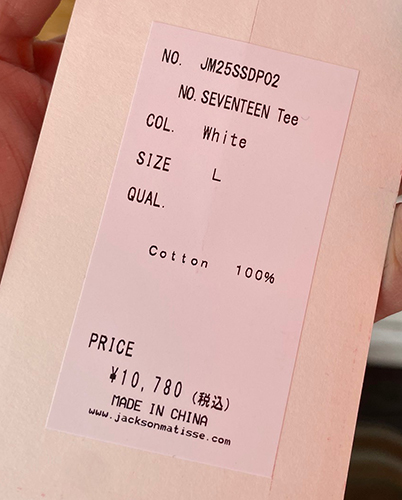 NO. JM25SSDP02
NO.SEVENTEEN Tee
COL. White
SIZE L
QUAL.
Cotton 100%
PRICE
¥10,780(税込)
MADE IN CHINA
www.jacksonmatisse.com